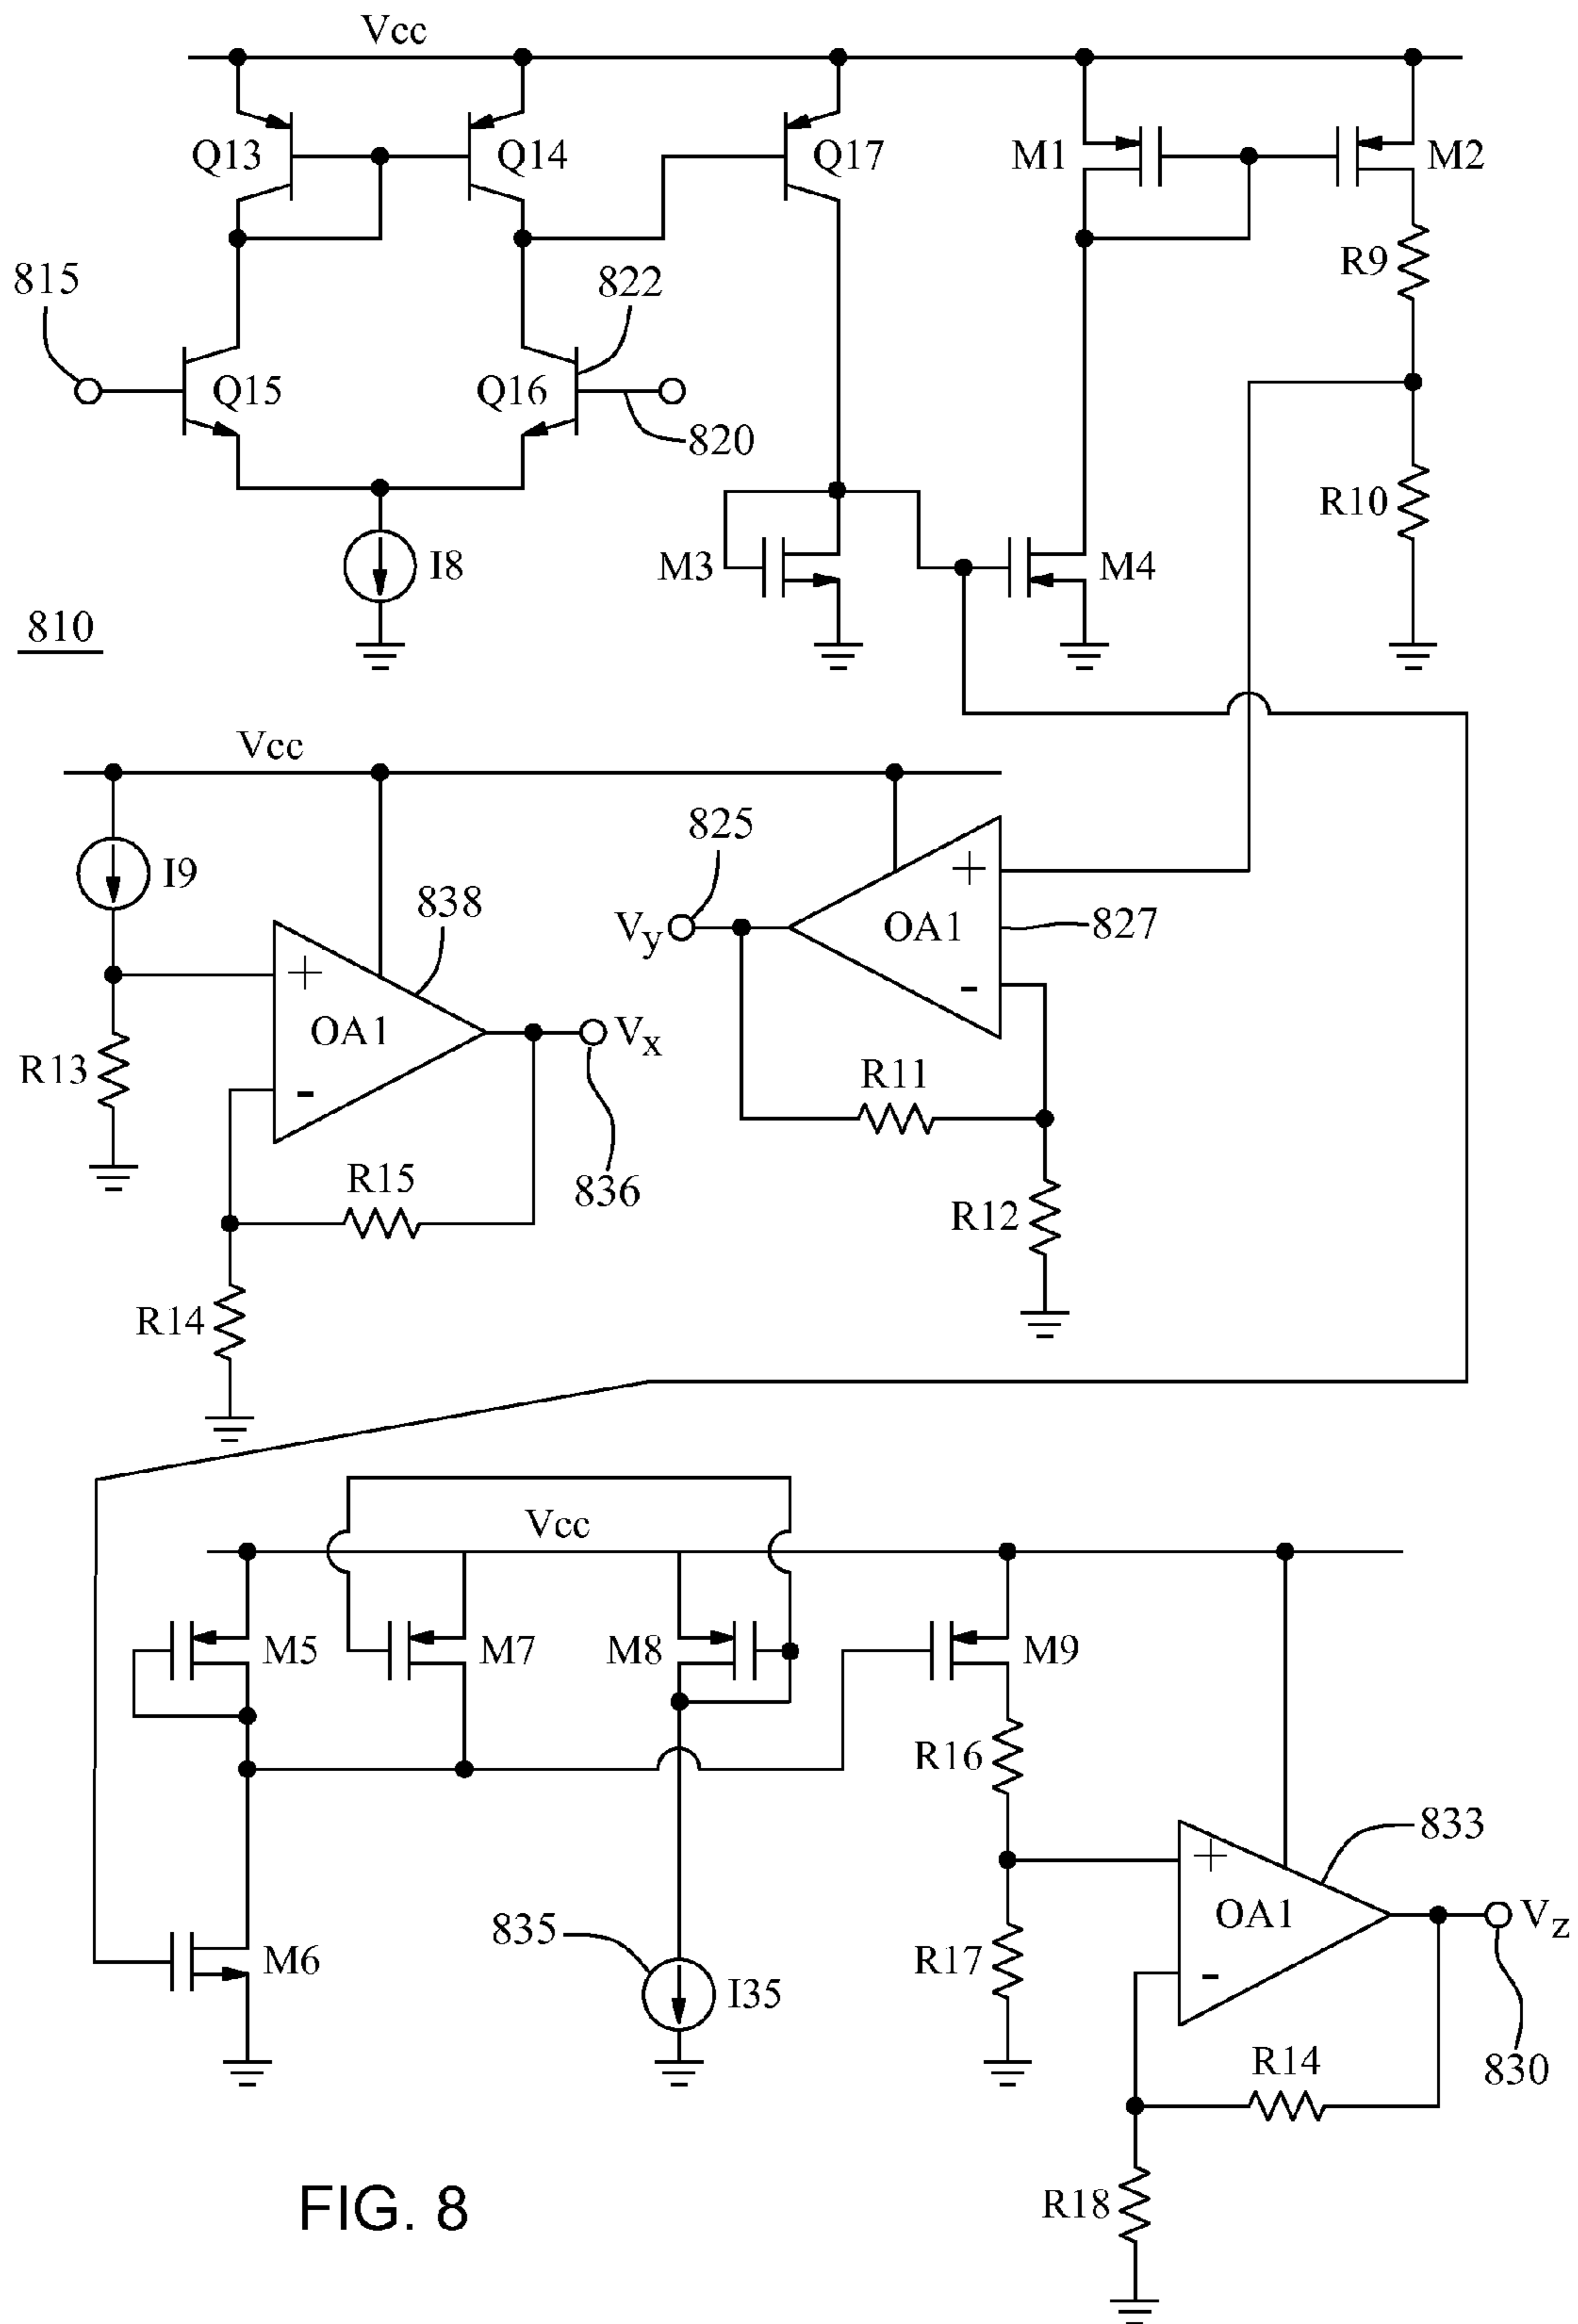 Vcc
Q13
Q14
Q17
M1
M2
R9
815
822
Q15
Q16
820
R10
I8
M3
M4
810
Vcc
825
I9
838
+
Vy
OA1
827
+
-
OA1
Vx
R13
-
R11
R15
836
R12
R14
Vcc
M5
M7
M8
M9
R16
833
+
835
OA1
Vz
M6
R17
-
I35
R14
830
R18
FIG. 8